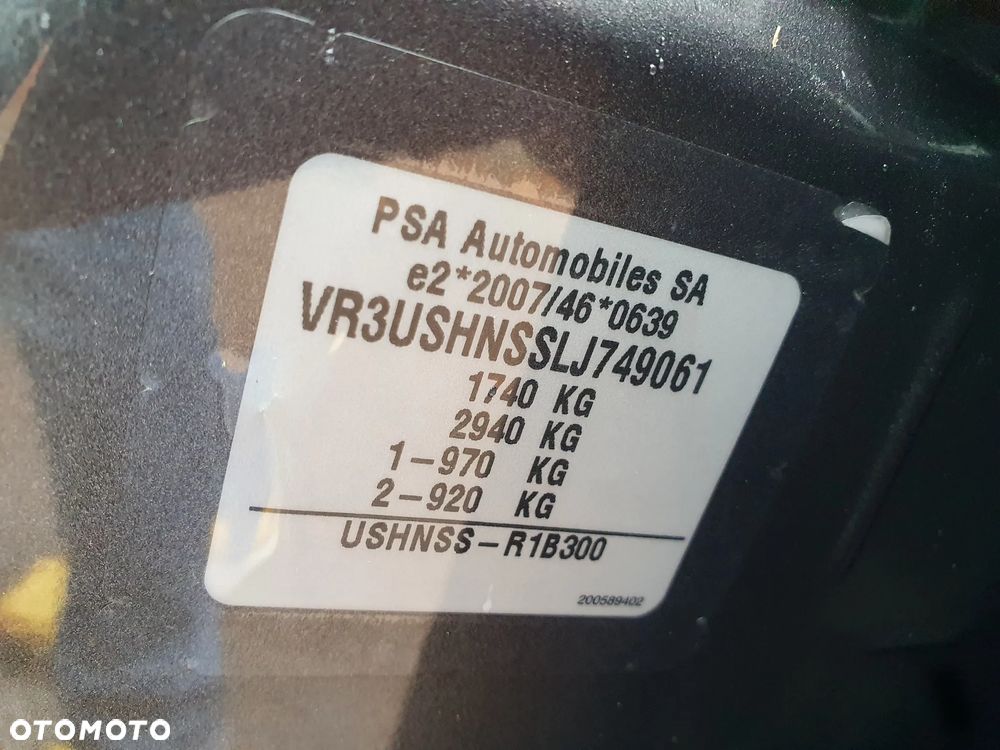 PSA Automobiles SA
e2*2007/46*0639
VR3USHNSSLJ749061
1740 KG
2940 KG
1-970 KG
2-920 KG
USHNSS-R1B300
200589402
OTOMOTO